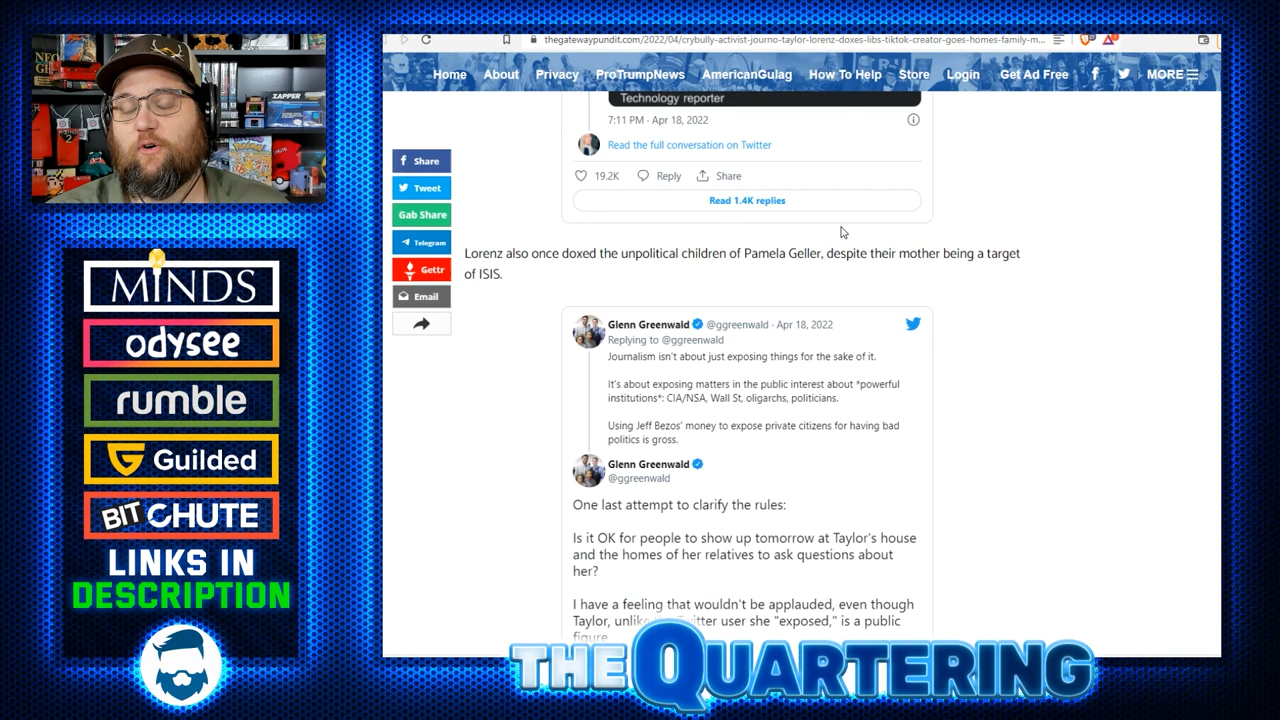 thegatewaypundit.com/2022/04/crybully-activist-journo-taylor-lorenz-doxes-libs-tiktok-creator-goes-homes-family-m...
Home About Privacy ProTrumpNews AmericanGulag How To Help Store Login Get Ad Free MORE
Technology reporter
7:11 PM · Apr 18, 2022
Read the full conversation on Twitter
19.2K Reply Share
Read 1.4K replies
Share
Tweet
Gab Share
Telegram
Gettr
Email
Lorenz also once doxed the unpolitical children of Pamela Geller, despite their mother being a target
of ISIS.
Glenn Greenwald @ggreenwald · Apr 18, 2022
Replying to @ggreenwald
Journalism isn't about just exposing things for the sake of it.
It's about exposing matters in the public interest about *powerful
institutions*: CIA/NSA, Wall St, oligarchs, politicians.
Using Jeff Bezos' money to expose private citizens for having bad
politics is gross.
Glenn Greenwald
@ggreenwald
One last attempt to clarify the rules:
Is it OK for people to show up tomorrow at Taylor's house
and the homes of her relatives to ask questions about
her?
I have a feeling that wouldn't be applauded, even though
Taylor, unlike Twitter user she "exposed," is a public
figure
ZAPPER
MINDS
odysee
rumble
Guilded
BITCHUTE
LINKS IN
DESCRIPTION
THE QUARTERING